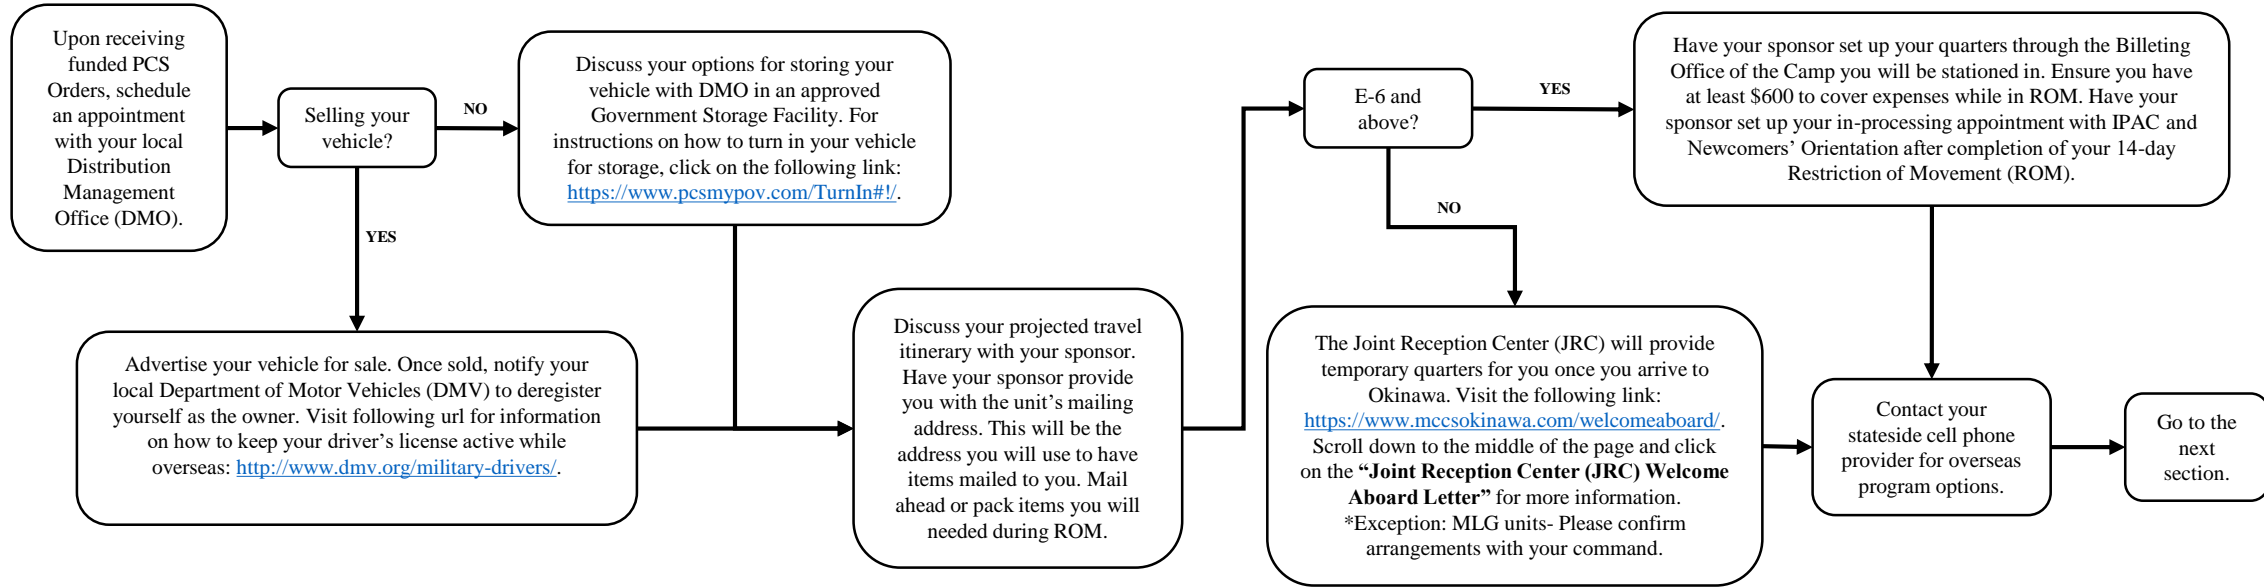 Upon receiving
funded PCS
Orders, schedule
an appointment
with your local
Distribution
Management
Office (DMO).
Selling your
vehicle?
NO
YES
Discuss your options for storing your
vehicle with DMO in an approved
Government Storage Facility. For
instructions on how to turn in your vehicle
for storage, click on the following link:
https://www.pcsmypov.com/TurnIn#!/.
Advertise your vehicle for sale. Once sold, notify your
local Department of Motor Vehicles (DMV) to deregister
yourself as the owner. Visit following url for information
on how to keep your driver’s license active while
overseas: http://www.dmv.org/military-drivers/.
Discuss your projected travel
itinerary with your sponsor.
Have your sponsor provide
you with the unit’s mailing
address. This will be the
address you will use to have
items mailed to you. Mail
ahead or pack items you will
needed during ROM.
E-6 and
above?
YES
NO
Have your sponsor set up your quarters through the Billeting
Office of the Camp you will be stationed in. Ensure you have
at least $600 to cover expenses while in ROM. Have your
sponsor set up your in-processing appointment with IPAC and
Newcomers’ Orientation after completion of your 14-day
Restriction of Movement (ROM).
The Joint Reception Center (JRC) will provide
temporary quarters for you once you arrive to
Okinawa. Visit the following link:
https://www.mccsokinawa.com/welcomeaboard/.
Scroll down to the middle of the page and click
on the “Joint Reception Center (JRC) Welcome
Aboard Letter” for more information.
*Exception: MLG units- Please confirm
arrangements with your command.
Contact your
stateside cell phone
provider for overseas
program options.
Go to the
next
section.